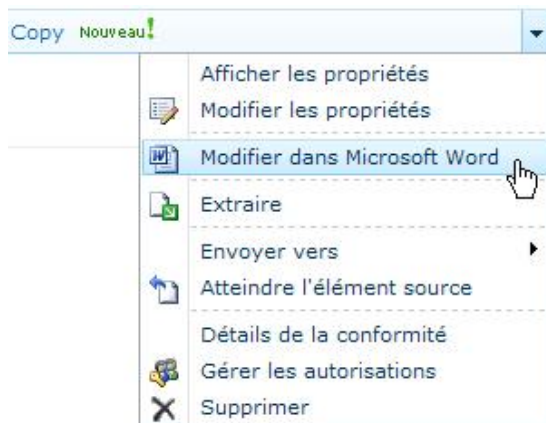 Copy Nouveau!
Afficher les propriétés
Modifier les propriétés
Modifier dans Microsoft Word
Extraire
Envoyer vers
Atteindre l'élément source
Détails de la conformité
Gérer les autorisations
Supprimer